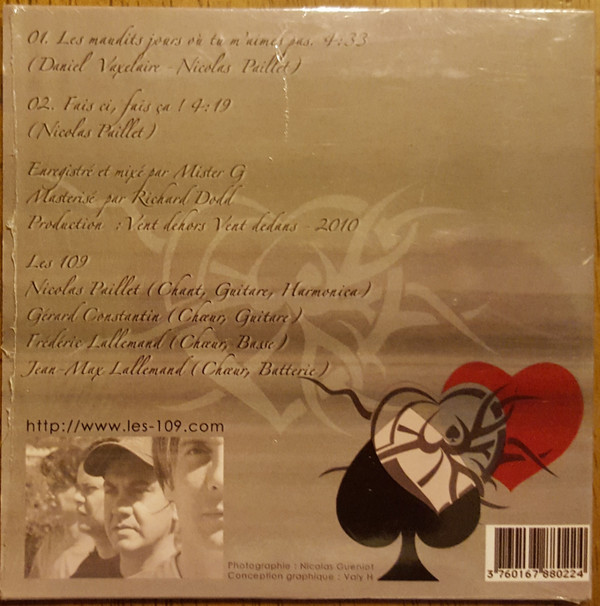 01. Les maudits jours où tu m'aimes pas. 4:33
(Daniel Vaxelaire - Nicolas Paillet)
02. Fais ci, fais ça ! 4:19
(Nicolas Paillet)
Enregistré et mixé par Mister G
Masterisé par Richard Dodd
Production : Vent dehors Vent dedans - 2010
Les 109
Nicolas Paillet (Chant, Guitare, Harmonica)
Gérard Constantin (Chœur, Guitare)
Frédéric Lallemand (Chœur, Basse)
Jean-Max Lallemand (Chœur, Batterie)
http://www.les-109.com
Photographie : Nicolas Gueniot
Conception graphique : Valy H
3 760167 880224